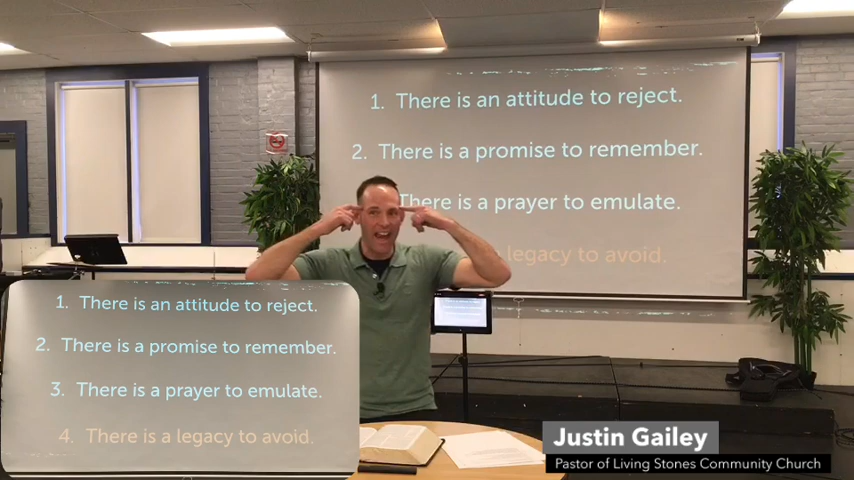 1. There is an attitude to reject.
2. There is a promise to remember.
There is a prayer to emulate.
legacy to avoid.
1. There is an attitude to reject.
2. There is a promise to remember.
3. There is a prayer to emulate.
4. There is a legacy to avoid.
Justin Gailey
Pastor of Living Stones Community Church